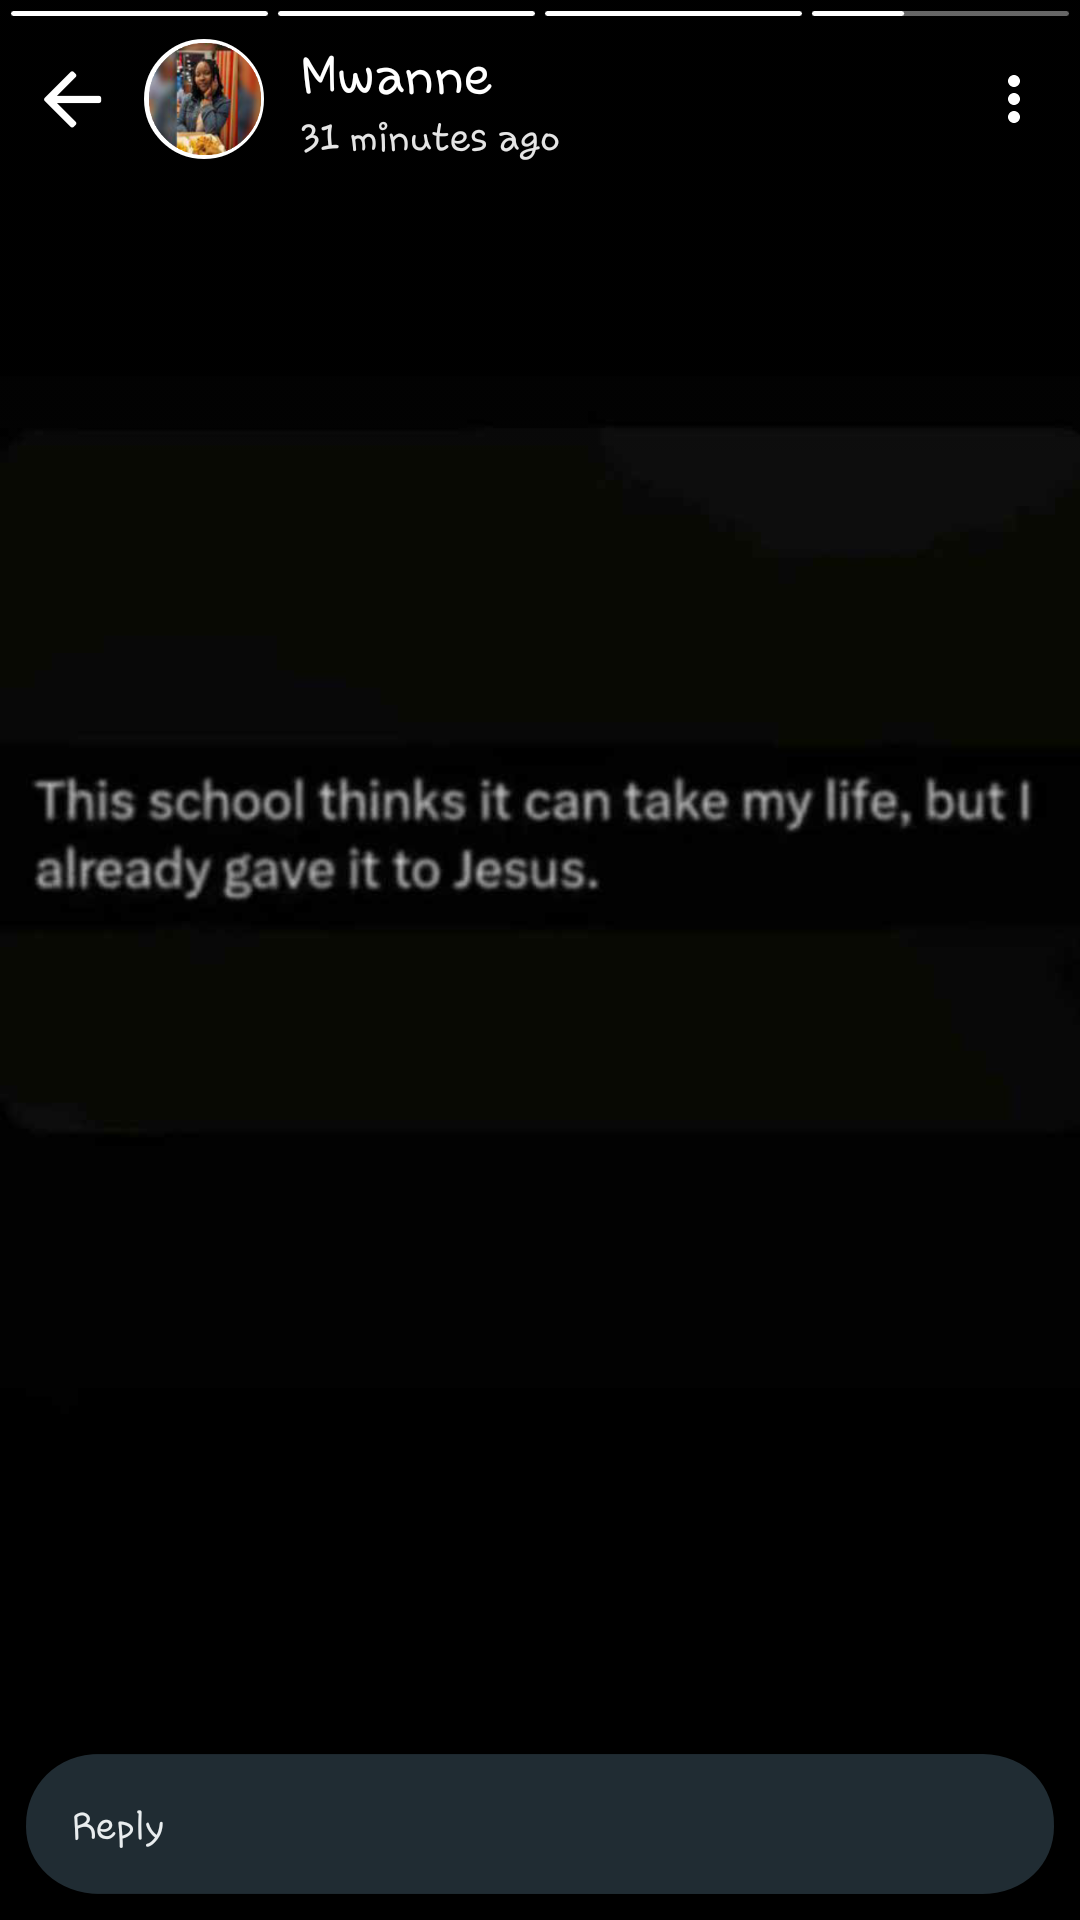 Mwanne
31 minutes ago
This school thinks it can take my life, but I
already gave it to Jesus.
Reply